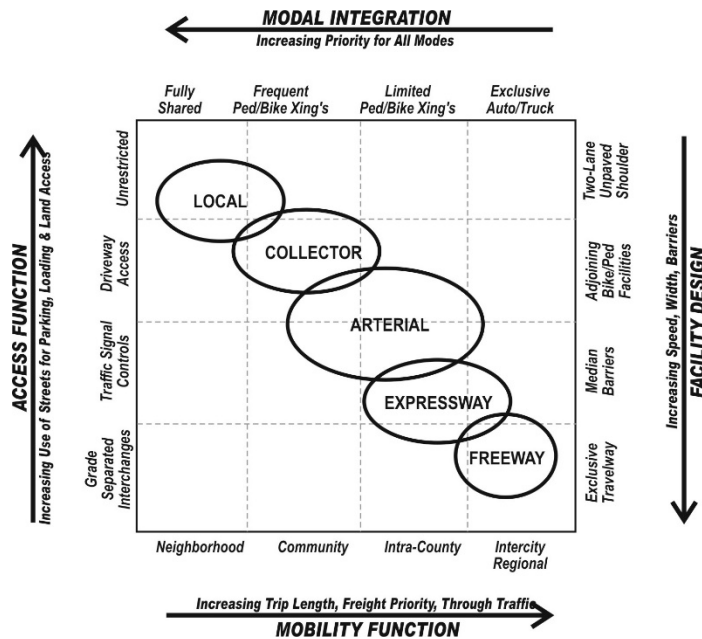 MODAL INTEGRATION
Increasing Priority for All Modes
Fully
Shared
Frequent
Ped/Bike Xing's
Limited
Ped/Bike Xing's
Exclusive
Auto/Truck
ACCESS FUNCTION
Increasing Use of Streets for Parking, Loading & Land Access
Unrestricted
Driveway
Access
Traffic Signal
Controls
Grade
Separated
Interchanges
LOCAL
COLLECTOR
ARTERIAL
EXPRESSWAY
FREEWAY
Two-Lane
Unpaved
Shoulder
Adjoining
Bike/Ped
Facilities
Median
Barriers
Exclusive
Travelway
Increasing Speed, Width, Barriers
FACILITY DESIGN
Neighborhood
Community
Intra-County
Intercity
Regional
Increasing Trip Length, Freight Priority, Through Traffic
MOBILITY FUNCTION